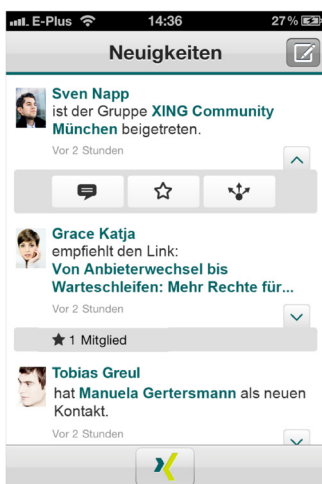 E-Plus 14:36 27%
Neuigkeiten
Sven Napp
ist der Gruppe XING Community
München beigetreten.
Vor 2 Stunden
Grace Katja
empfiehlt den Link:
Von Anbieterwechsel bis
Warteschleifen: Mehr Rechte für...
Vor 2 Stunden
1 Mitglied
Tobias Greul
hat Manuela Gertersmann als neuen
Kontakt.
Vor 2 Stunden